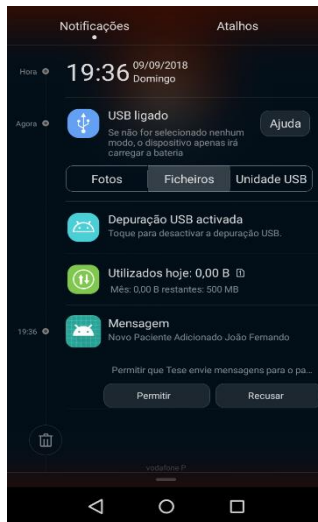 Notificações
Atalhos
Hora
19:36
09/09/2018
Domingo
Agora
USB ligado
Se não for selecionado nenhum
modo, o dispositivo apenas irá
carregar a bateria
Ajuda
Fotos
Ficheiros
Unidade USB
Depuração USB activada
Toque para desactivar a depuração USB.
Utilizados hoje: 0,00 B
Mês: 0,00 B restantes: 500 MB
19:36
Mensagem
Novo Paciente Adicionado João Fernando
Permitir que Tese envie mensagens para o pa...
Permitir
Recusar
vodafone P